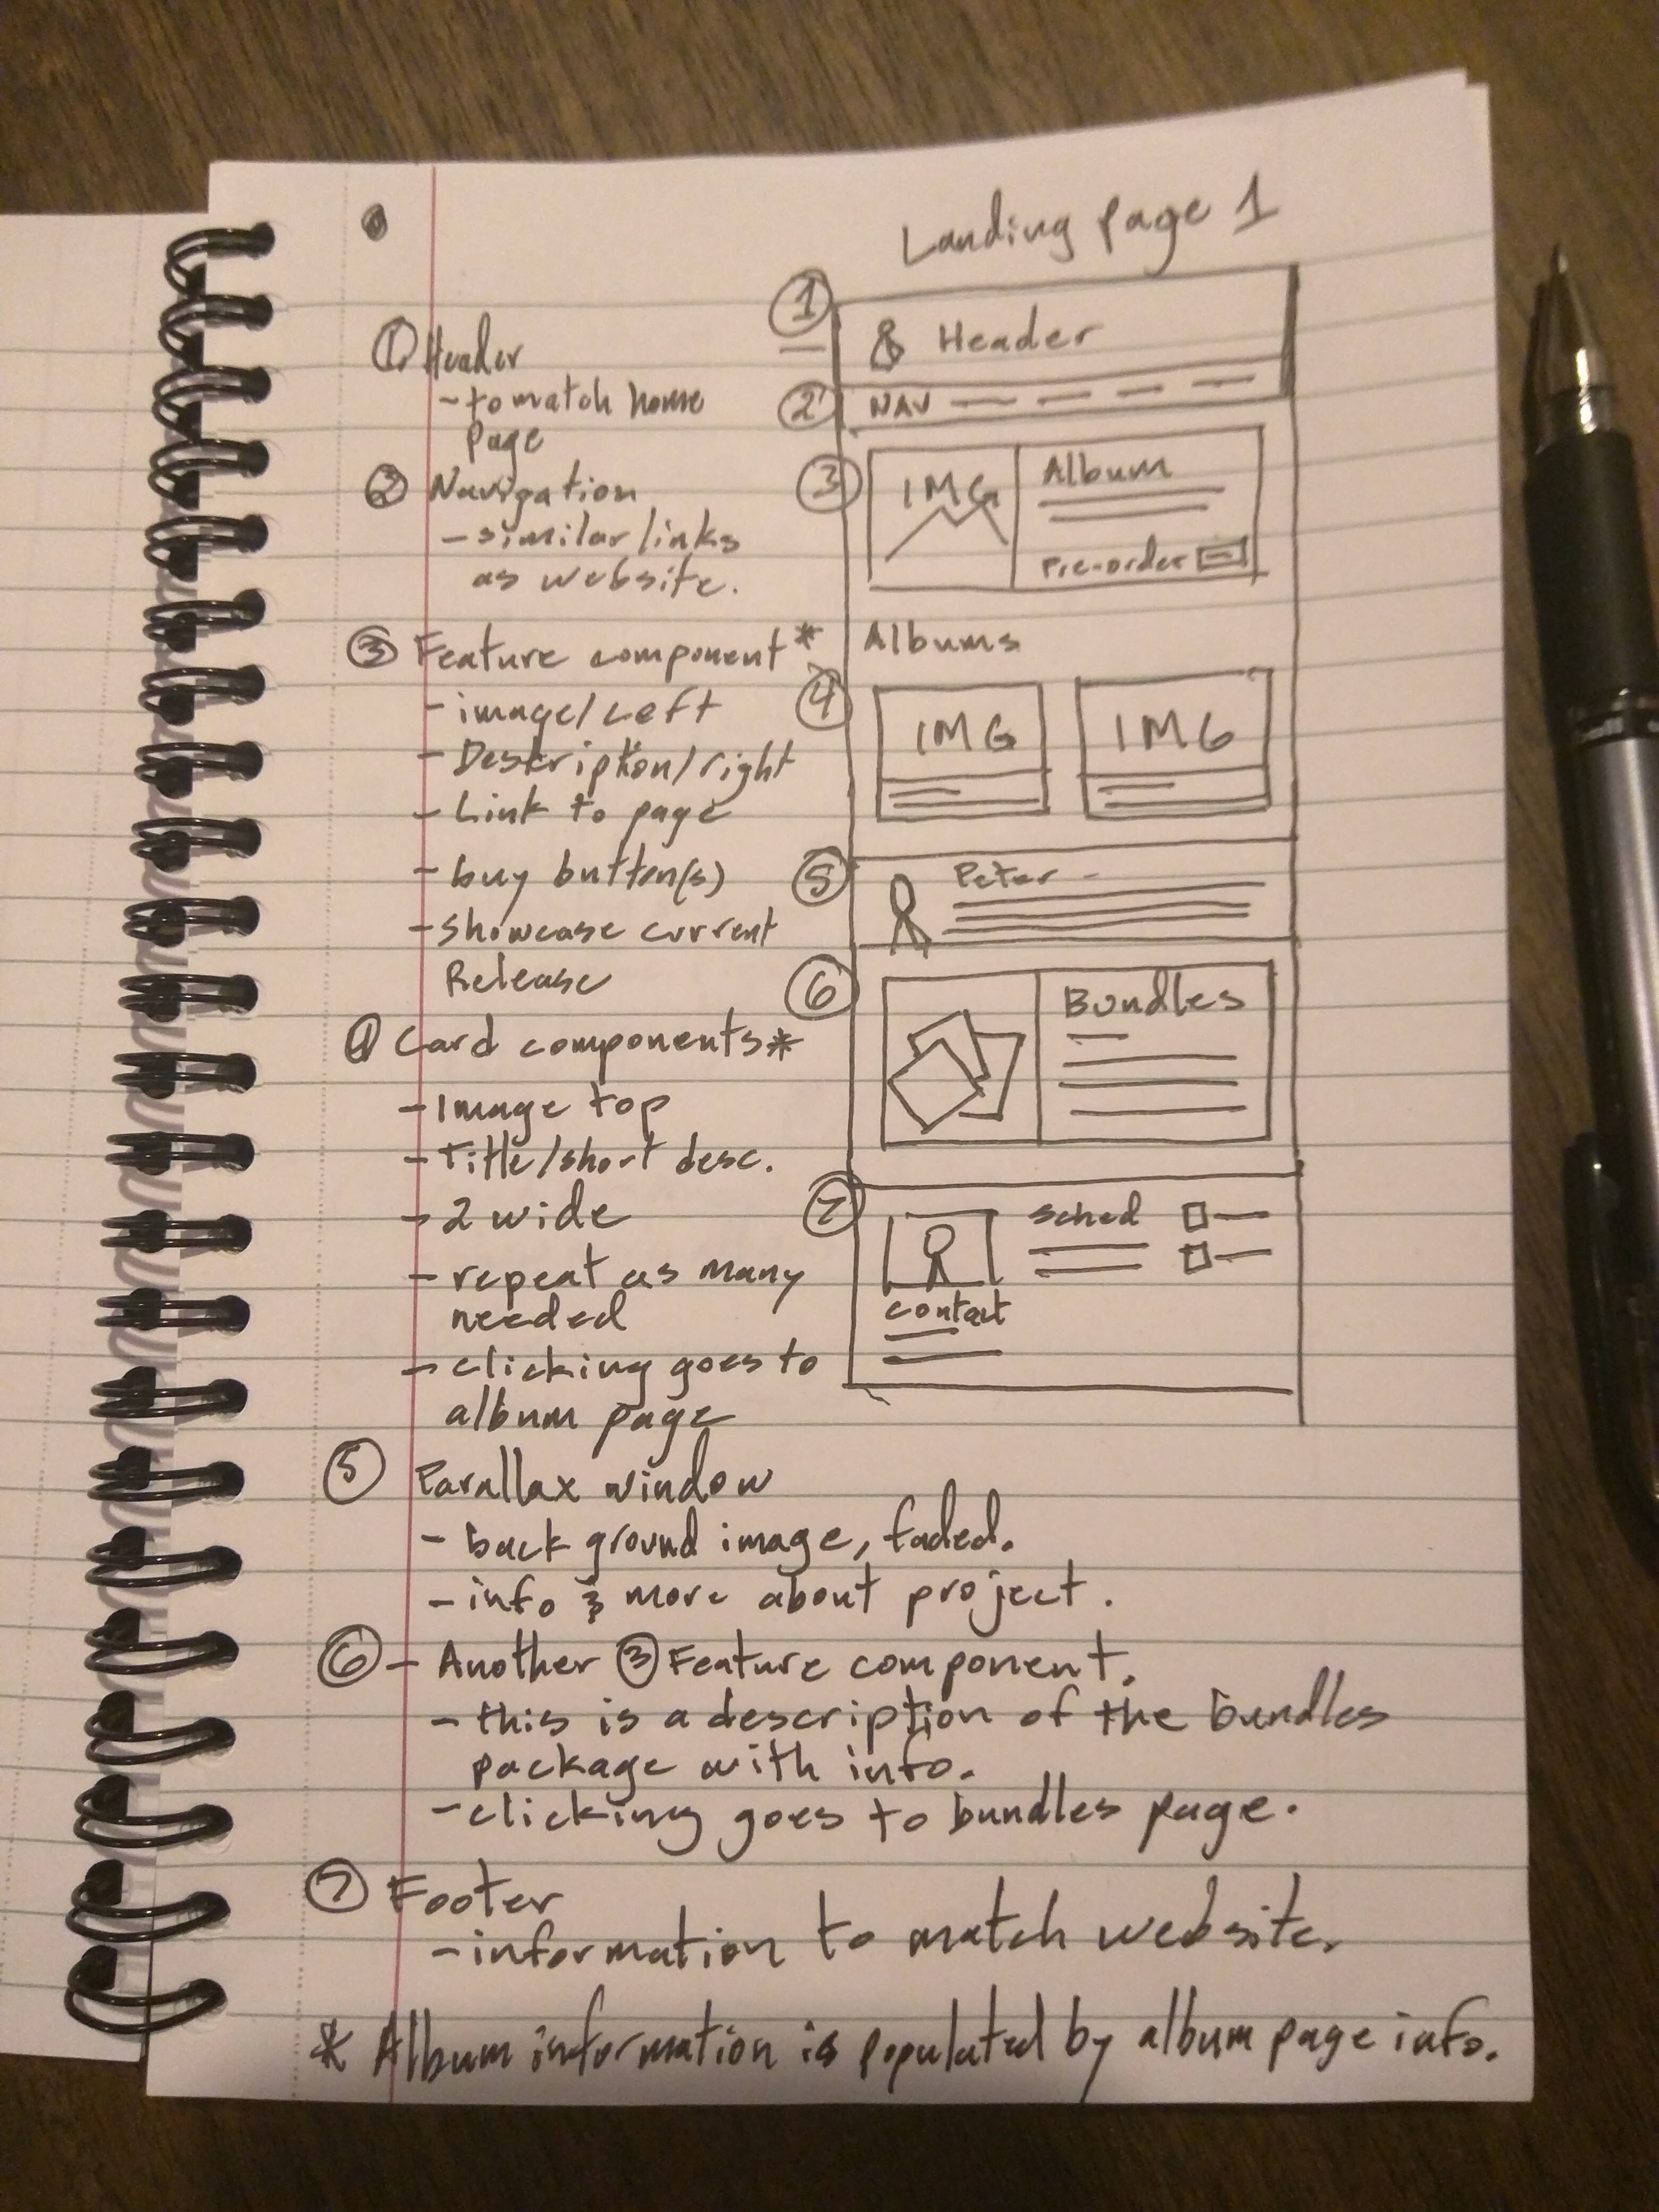 Landing page 1
① Header
- to match home
page
② Navigation
- similar links
as website.
③ Feature component*
- image/Left
- Description/right
- Link to page
- buy button(s)
- showcase current
Release
④ Card components*
- Image top
- Title/short desc.
- 2 wide
- repeat as many
needed
- clicking goes to
album page
⑤ Parallax window
- back ground image, faded.
- info & more about project.
⑥ - Another ③ Feature component.
- this is a description of the bundles
package with info.
- clicking goes to bundles page.
⑦ Footer
- information to match website.
* Album information is populated by album page info.
① & Header
② NAV
③ IMG Album
Pre-order
Albums
④ IMG IMG
⑤ Peter -
⑥ Bundles
⑦ sched
contact